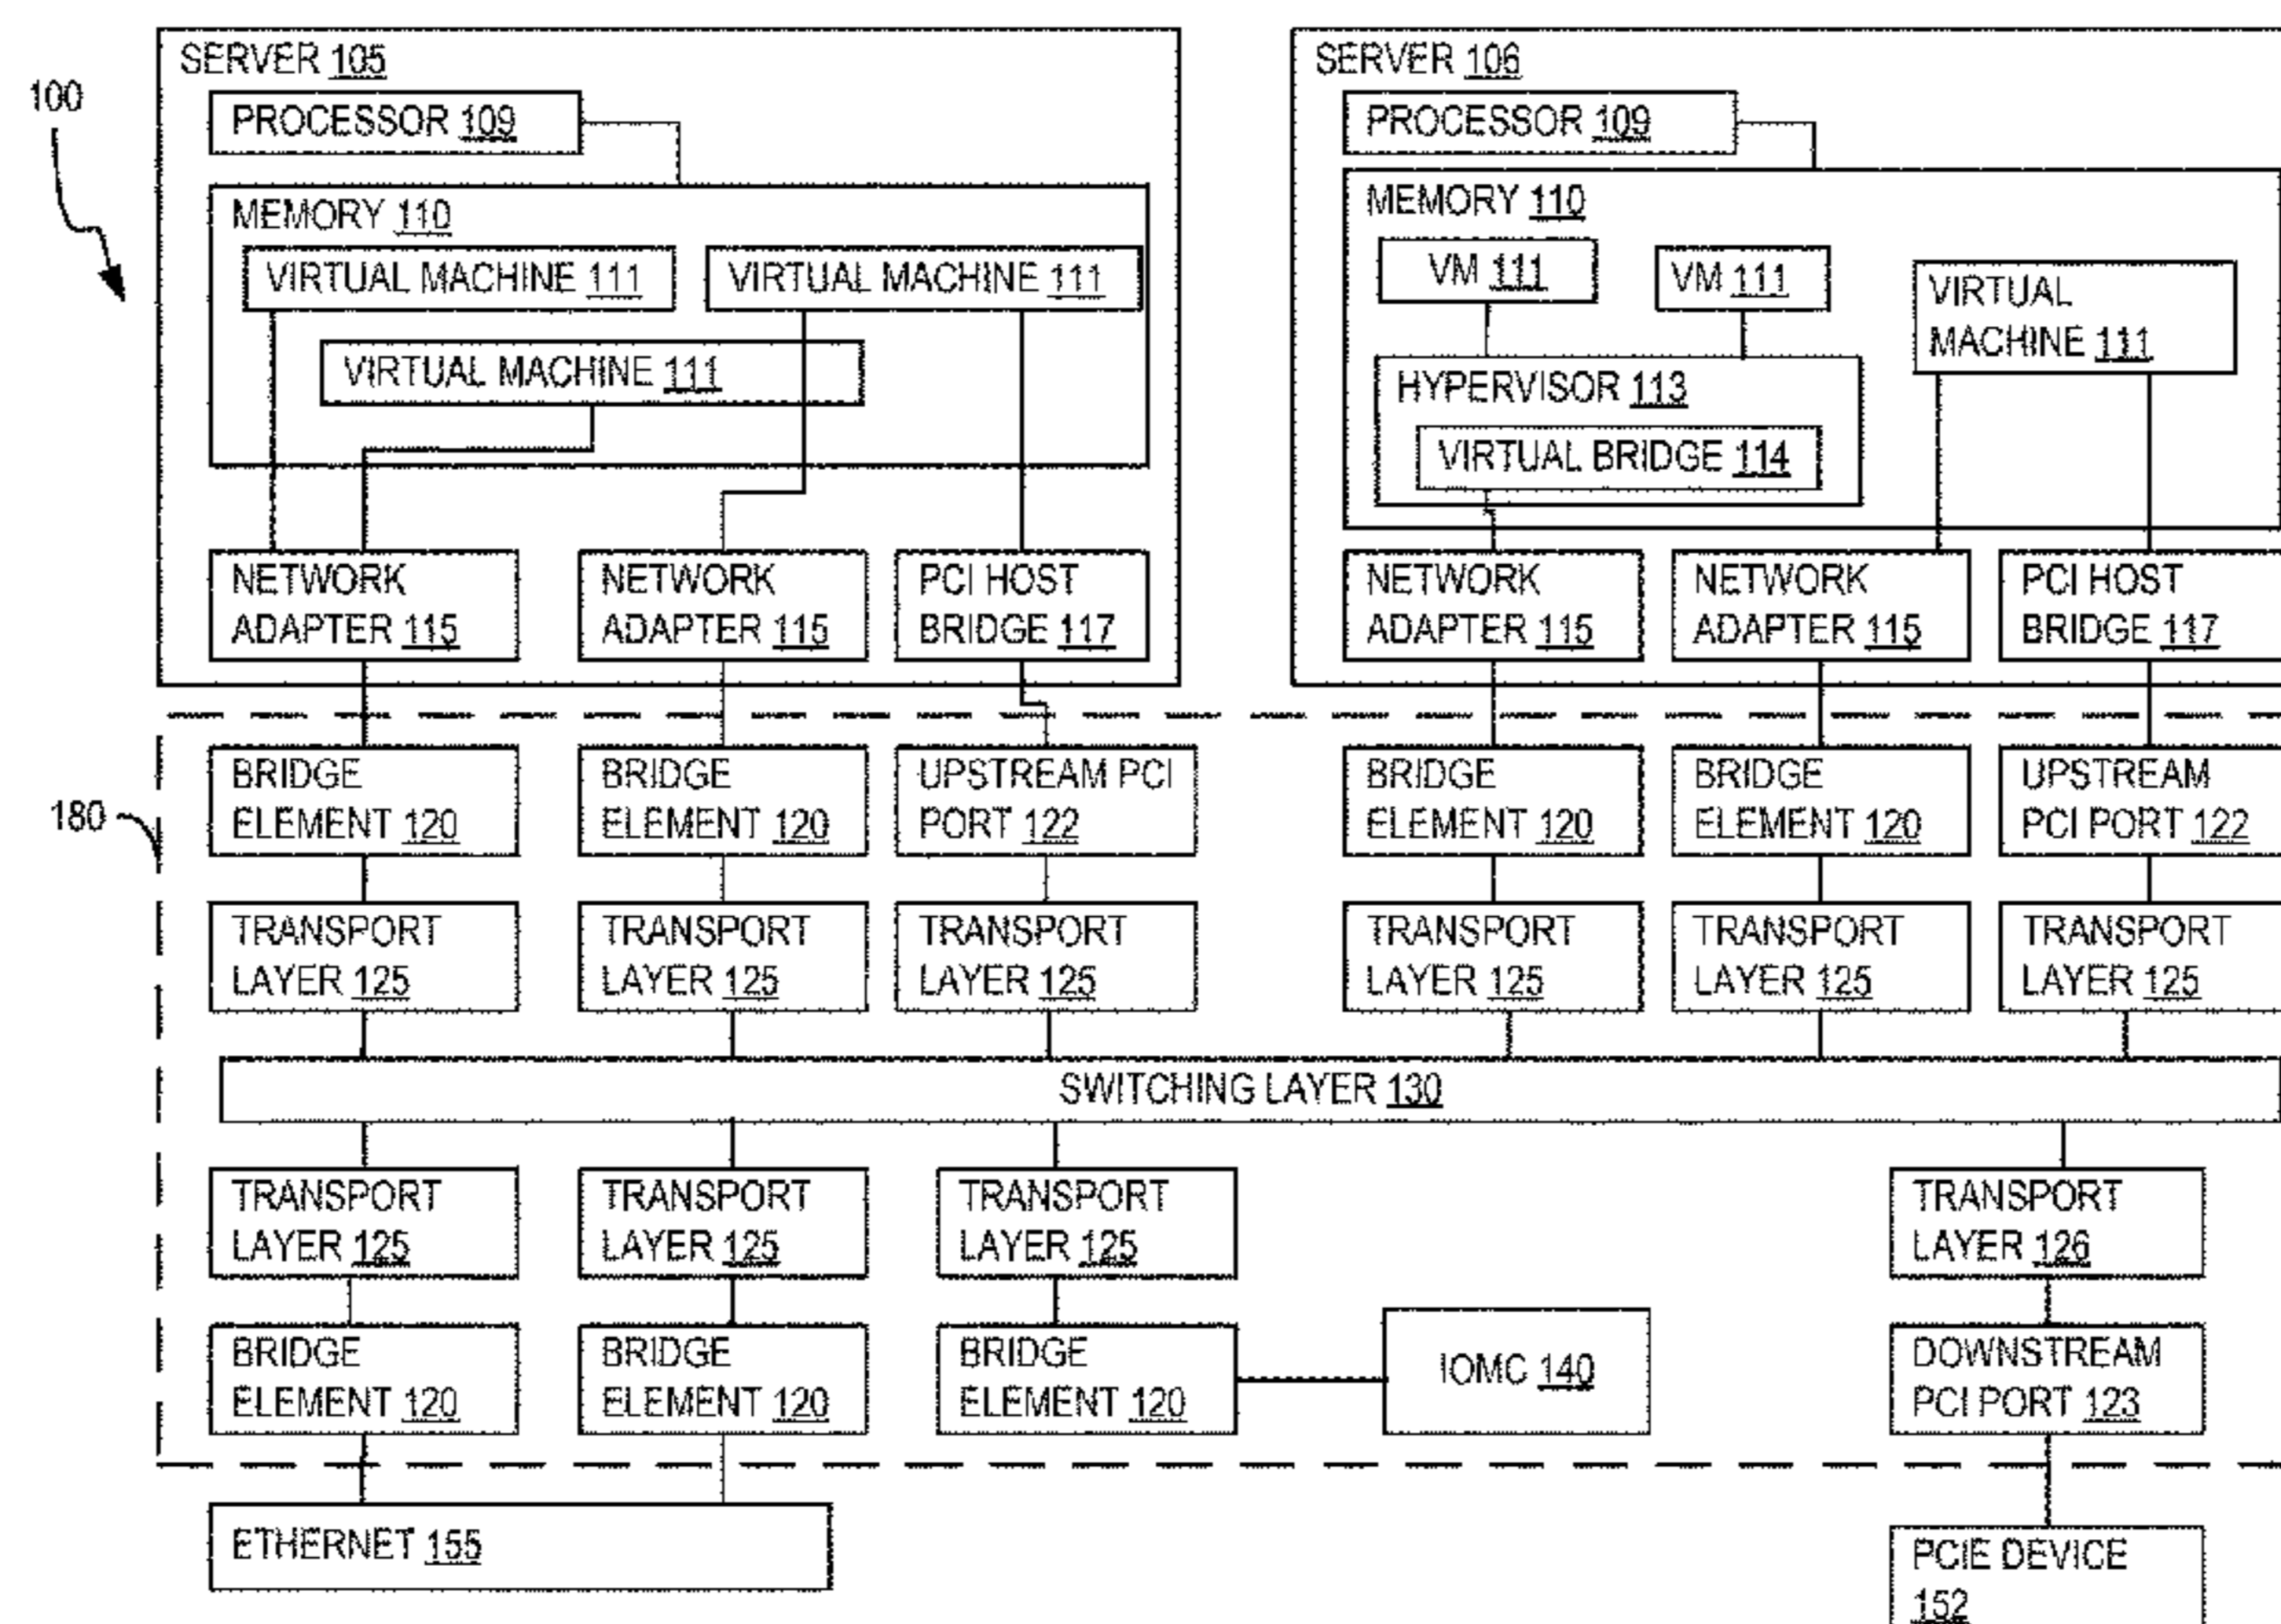 100
SERVER 105
PROCESSOR 109
MEMORY 110
VIRTUAL MACHINE 111
VIRTUAL MACHINE 111
VIRTUAL MACHINE 111
NETWORK
ADAPTER 115
NETWORK
ADAPTER 115
PCI HOST
BRIDGE 117
SERVER 106
PROCESSOR 109
MEMORY 110
VM 111
VM 111
VIRTUAL
MACHINE 111
HYPERVISOR 113
VIRTUAL BRIDGE 114
NETWORK
ADAPTER 115
NETWORK
ADAPTER 115
PCI HOST
BRIDGE 117
180
BRIDGE
ELEMENT 120
BRIDGE
ELEMENT 120
UPSTREAM PCI
PORT 122
BRIDGE
ELEMENT 120
BRIDGE
ELEMENT 120
UPSTREAM
PCI PORT 122
TRANSPORT
LAYER 125
TRANSPORT
LAYER 125
TRANSPORT
LAYER 125
TRANSPORT
LAYER 125
TRANSPORT
LAYER 125
TRANSPORT
LAYER 125
SWITCHING LAYER 130
TRANSPORT
LAYER 125
TRANSPORT
LAYER 125
TRANSPORT
LAYER 125
TRANSPORT
LAYER 126
BRIDGE
ELEMENT 120
BRIDGE
ELEMENT 120
BRIDGE
ELEMENT 120
IOMC 140
DOWNSTREAM
PCI PORT 123
ETHERNET 155
PCIE DEVICE
152